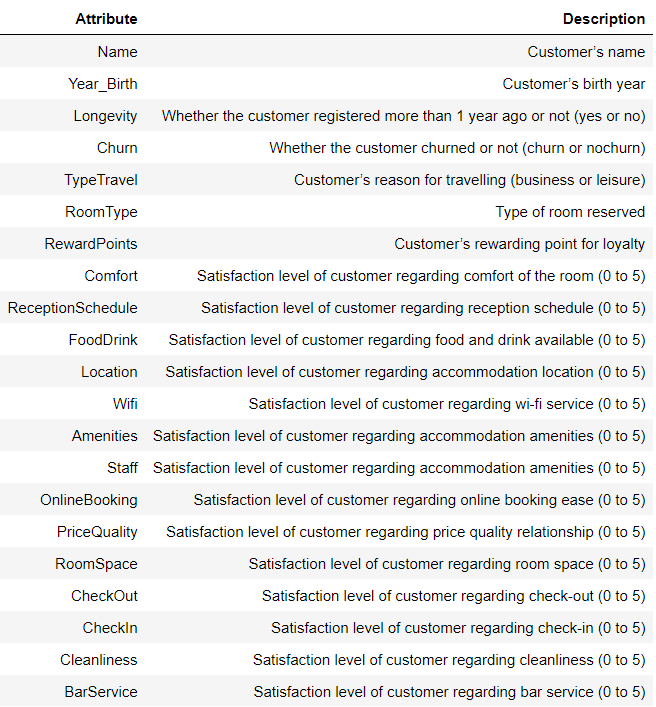 Attribute Description
Name Customer’s name
Year_Birth Customer’s birth year
Longevity Whether the customer registered more than 1 year ago or not (yes or no)
Churn Whether the customer churned or not (churn or nochurn)
TypeTravel Customer’s reason for travelling (business or leisure)
RoomType Type of room reserved
RewardPoints Customer’s rewarding point for loyalty
Comfort Satisfaction level of customer regarding comfort of the room (0 to 5)
ReceptionSchedule Satisfaction level of customer regarding reception schedule (0 to 5)
FoodDrink Satisfaction level of customer regarding food and drink available (0 to 5)
Location Satisfaction level of customer regarding accommodation location (0 to 5)
Wifi Satisfaction level of customer regarding wi-fi service (0 to 5)
Amenities Satisfaction level of customer regarding accommodation amenities (0 to 5)
Staff Satisfaction level of customer regarding accommodation amenities (0 to 5)
OnlineBooking Satisfaction level of customer regarding online booking ease (0 to 5)
PriceQuality Satisfaction level of customer regarding price quality relationship (0 to 5)
RoomSpace Satisfaction level of customer regarding room space (0 to 5)
CheckOut Satisfaction level of customer regarding check-out (0 to 5)
CheckIn Satisfaction level of customer regarding check-in (0 to 5)
Cleanliness Satisfaction level of customer regarding cleanliness (0 to 5)
BarService Satisfaction level of customer regarding bar service (0 to 5)